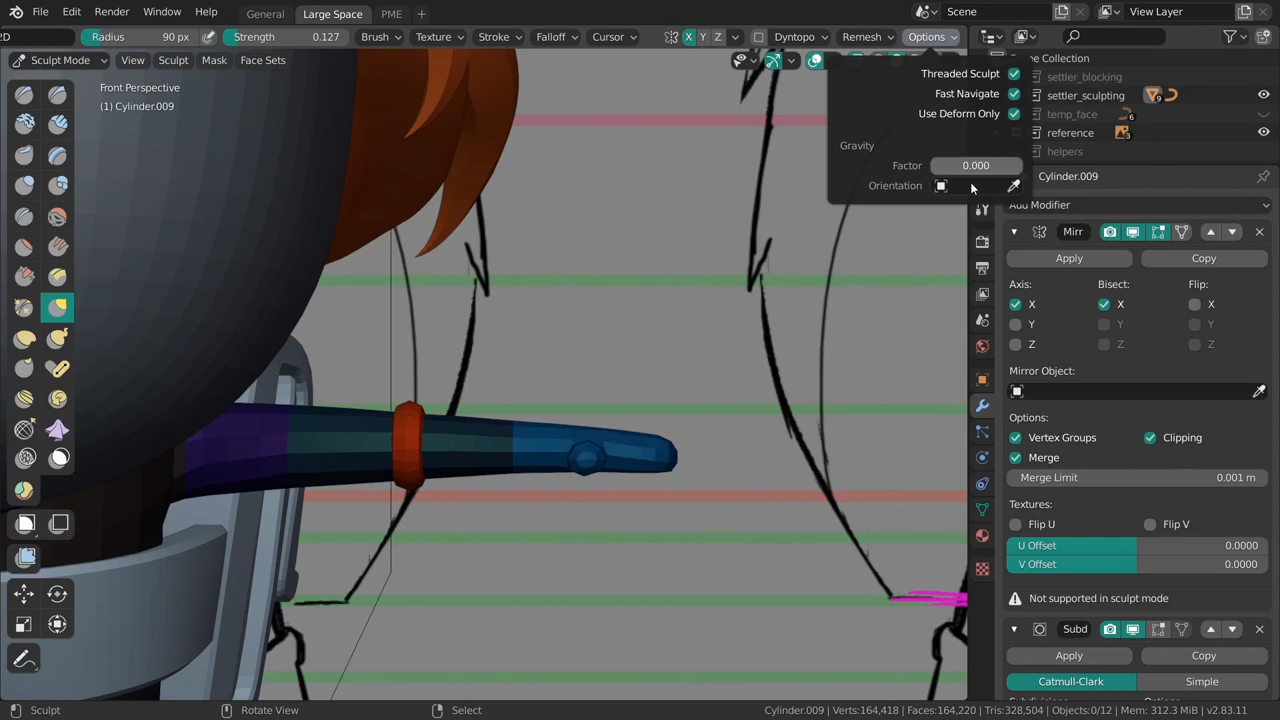 File Edit Render Window Help General Large Space PME Scene View Layer
2D Radius 90 px Strength 0.127 Brush Texture Stroke Falloff Cursor X Y Z Dyntopo Remesh Options
Sculpt Mode View Sculpt Mask Face Sets
Front Perspective
(1) Cylinder.009
Threaded Sculpt
Fast Navigate
Use Deform Only
Gravity
Factor 0.000
Orientation
Scene Collection
settler_blocking
settler_sculpting 9
temp_face 6
reference 3
helpers
Cylinder.009
Add Modifier
Mirr
Apply Copy
Axis: Bisect: Flip:
X X X
Y Y Y
Z Z Z
Mirror Object:
Options:
Vertex Groups Clipping
Merge
Merge Limit 0.001 m
Textures:
Flip U Flip V
U Offset 0.0000
V Offset 0.0000
Not supported in sculpt mode
Subd
Apply Copy
Catmull-Clark Simple
Sculpt Rotate View Select Cylinder.009 | Verts:164,418 | Faces:164,220 | Tris:328,504 | Objects:0/12 | Mem: 312.3 MiB | v2.83.11